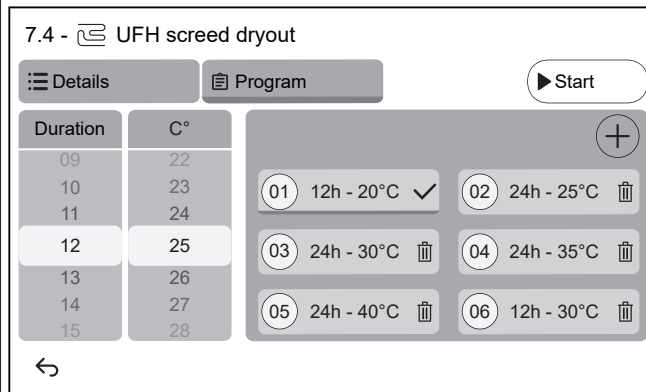 7.4 - UFH screed dryout
Details
Program
Start
Duration
C°
09
10
11
12
13
14
15
22
23
24
25
26
27
28
01 12h - 20°C
02 24h - 25°C
03 24h - 30°C
04 24h - 35°C
05 24h - 40°C
06 12h - 30°C